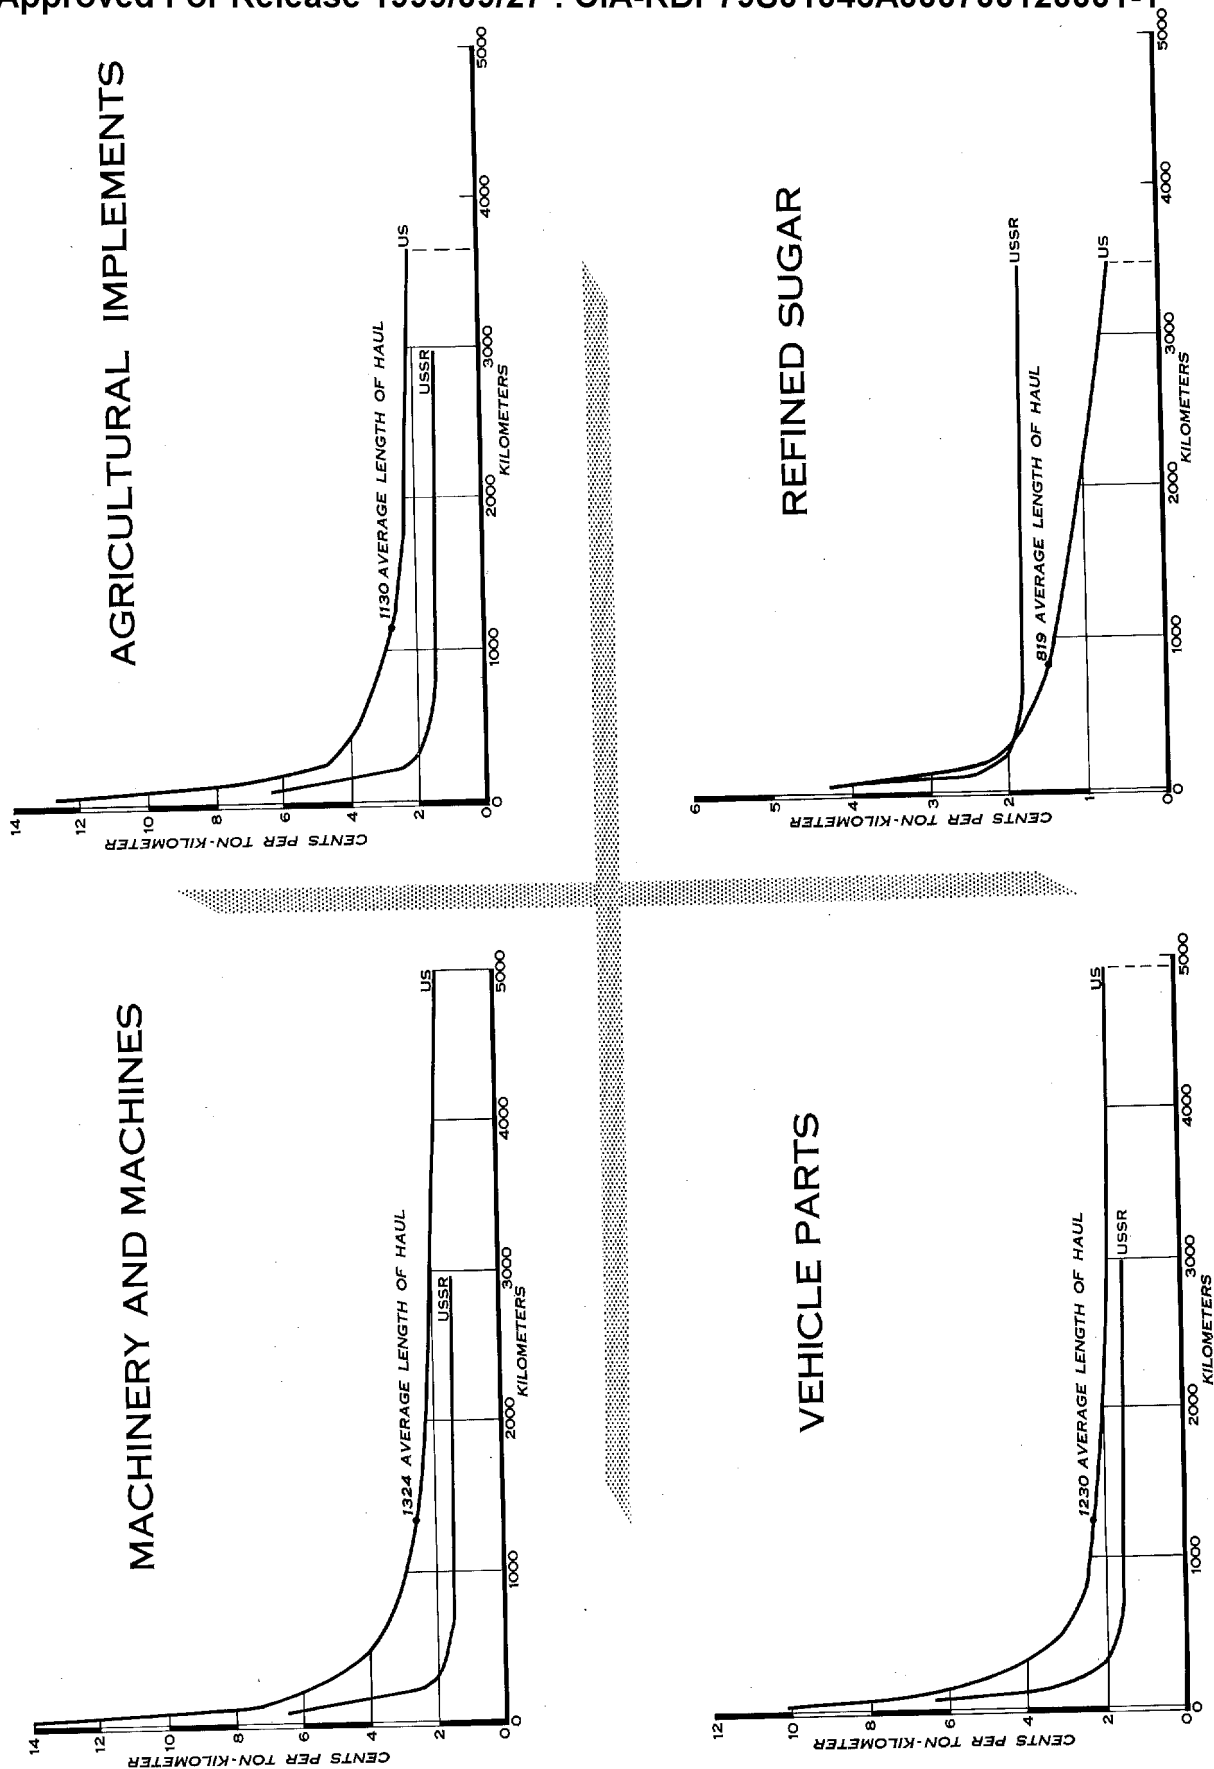 Approved For Release 1999/09/27 : CIA-RDP79S01046A000700120001-1
MACHINERY AND MACHINES
CENTS PER TON-KILOMETER
14
12
10
8
6
4
2
0
1324 AVERAGE LENGTH OF HAUL
US
USSR
0
1000
2000
3000
4000
5000
KILOMETERS
AGRICULTURAL IMPLEMENTS
CENTS PER TON-KILOMETER
14
12
10
8
6
4
2
0
1130 AVERAGE LENGTH OF HAUL
US
USSR
0
1000
2000
3000
4000
5000
KILOMETERS
VEHICLE PARTS
CENTS PER TON-KILOMETER
12
10
8
6
4
2
0
1230 AVERAGE LENGTH OF HAUL
US
USSR
0
1000
2000
3000
4000
5000
KILOMETERS
REFINED SUGAR
CENTS PER TON-KILOMETER
6
5
4
3
2
1
0
USSR
819 AVERAGE LENGTH OF HAUL
US
0
1000
2000
3000
4000
5000
KILOMETERS